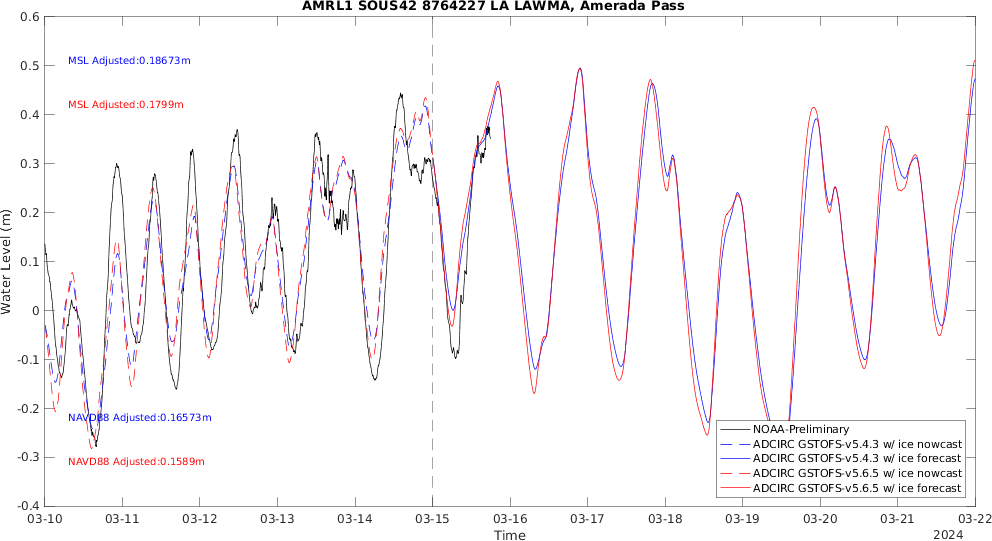 AMRL1 SOUS42 8764227 LA LAWMA, Amerada Pass
0.6
0.5
0.4
0.3
0.2
0.1
0
-0.1
-0.2
-0.3
-0.4
Water Level (m)
MSL Adjusted:0.18673m
MSL Adjusted:0.1799m
NAVD88 Adjusted:0.16573m
NAVD88 Adjusted:0.1589m
NOAA-Preliminary
ADCIRC GSTOFS-v5.4.3 w/ ice nowcast
ADCIRC GSTOFS-v5.4.3 w/ ice forecast
ADCIRC GSTOFS-v5.6.5 w/ ice nowcast
ADCIRC GSTOFS-v5.6.5 w/ ice forecast
03-10 03-11 03-12 03-13 03-14 03-15 03-16 03-17 03-18 03-19 03-20 03-21 03-22
Time
2024